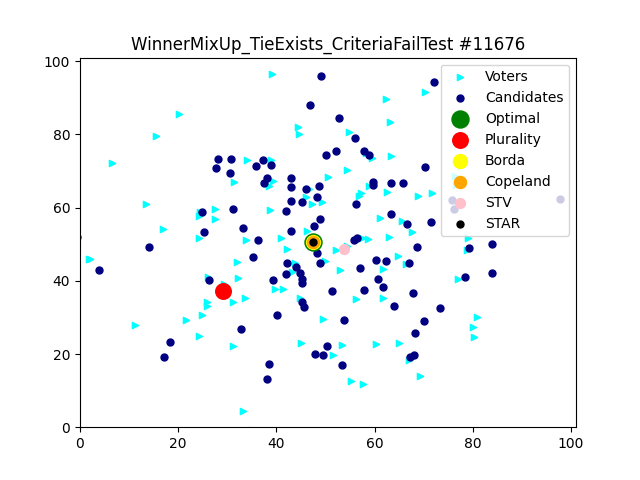 WinnerMixUp_TieExists_CriteriaFailTest #11676
100
80
60
40
20
0
0
20
40
60
80
100
Voters
Candidates
Optimal
Plurality
Borda
Copeland
STV
STAR